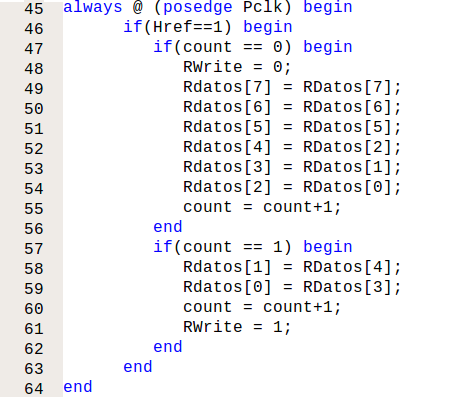 45 always @ (posedge Pclk) begin
46       if(Href==1) begin
47          if(count == 0) begin
48             RWrite = 0;
49             Rdatos[7] = RDatos[7];
50             Rdatos[6] = RDatos[6];
51             Rdatos[5] = RDatos[5];
52             Rdatos[4] = RDatos[2];
53             Rdatos[3] = RDatos[1];
54             Rdatos[2] = RDatos[0];
55             count = count+1;
56          end
57          if(count == 1) begin
58             Rdatos[1] = RDatos[4];
59             Rdatos[0] = RDatos[3];
60             count = count+1;
61             RWrite = 1;
62          end
63       end
64 end